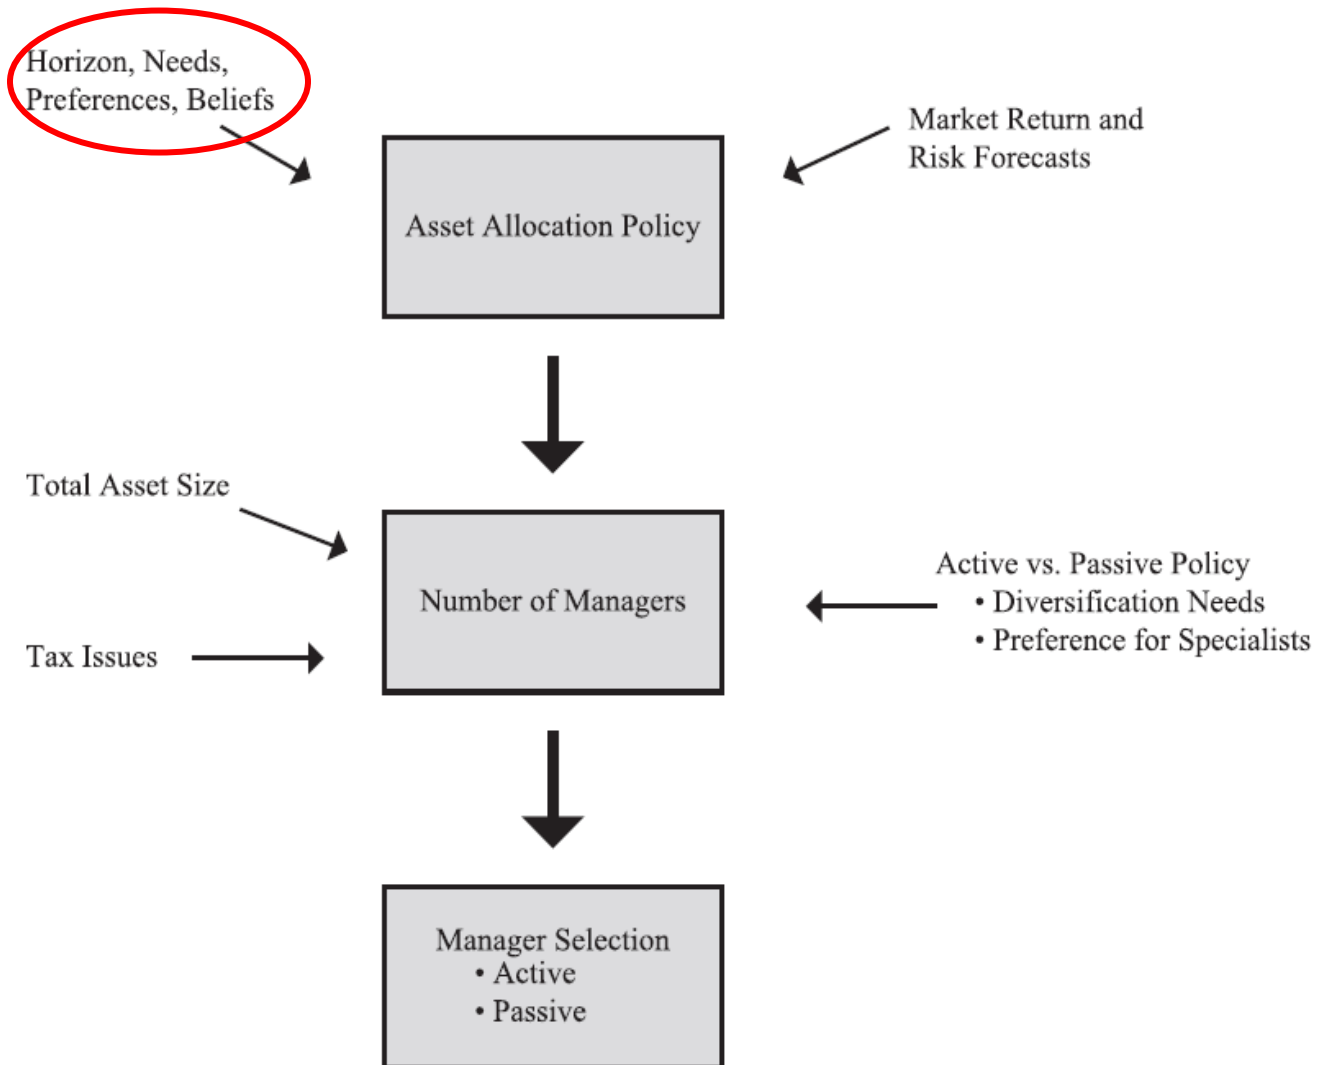 Horizon, Needs,
Preferences, Beliefs
Market Return and
Risk Forecasts
Asset Allocation Policy
Total Asset Size
Number of Managers
Active vs. Passive Policy
• Diversification Needs
• Preference for Specialists
Tax Issues
Manager Selection
• Active
• Passive